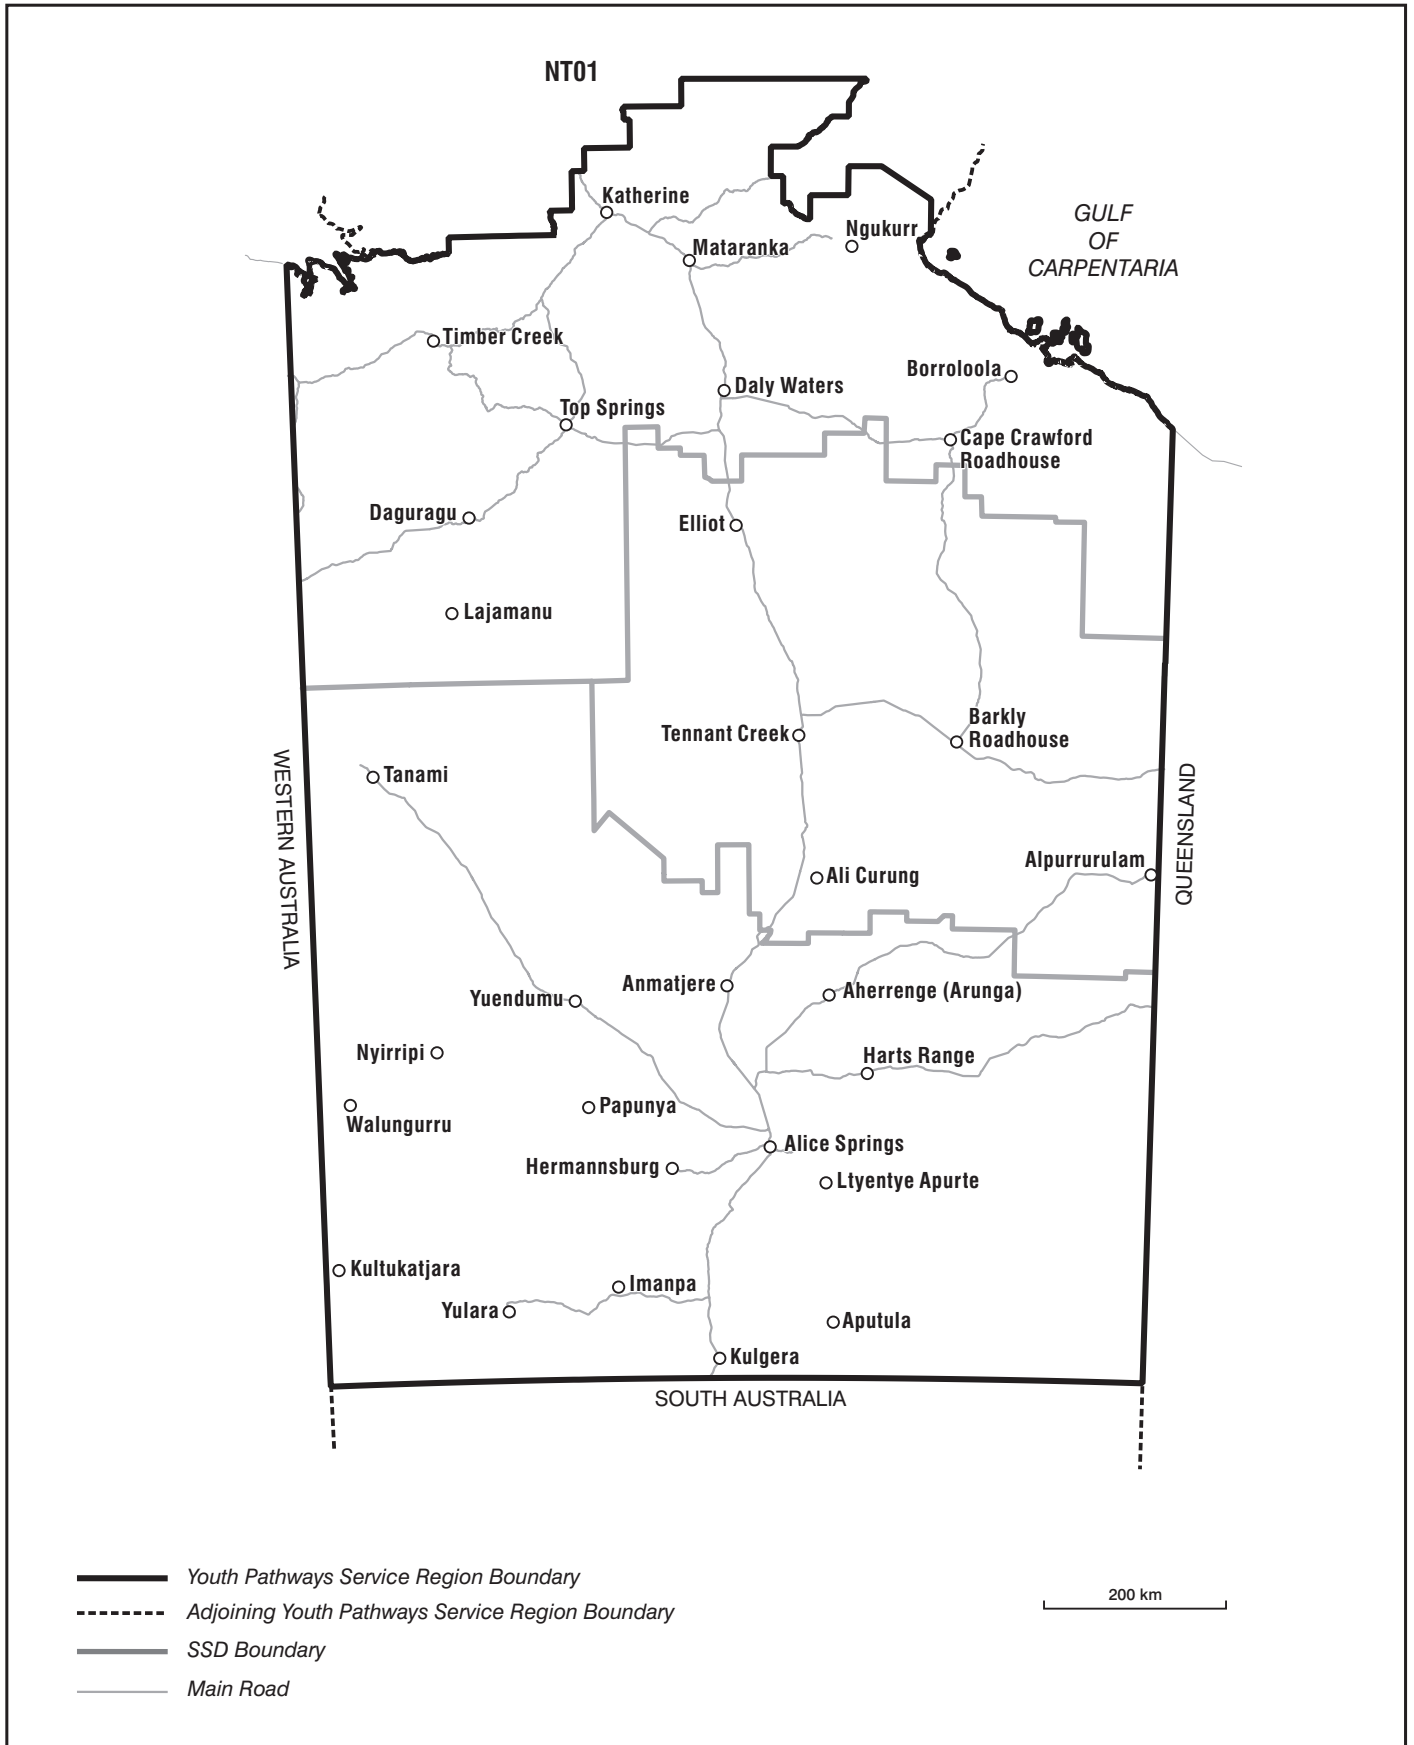 NT01
Katherine
GULF
OF
CARPENTARIA
Ngukurr
Mataranka
Timber Creek
Borroloola
Daly Waters
Top Springs
Cape Crawford
Roadhouse
Daguragu
Elliot
Lajamanu
Barkly
Roadhouse
Tennant Creek
WESTERN AUSTRALIA
Tanami
QUEENSLAND
Alpurrurulam
Ali Curung
Anmatjere
Aherrenge (Arunga)
Yuendumu
Nyirripi
Harts Range
Papunya
Walungurru
Alice Springs
Hermannsburg
Ltyentye Apurte
Kultukatjara
Imanpa
Yulara
Aputula
Kulgera
SOUTH AUSTRALIA
Youth Pathways Service Region Boundary
Adjoining Youth Pathways Service Region Boundary
SSD Boundary
Main Road
200 km